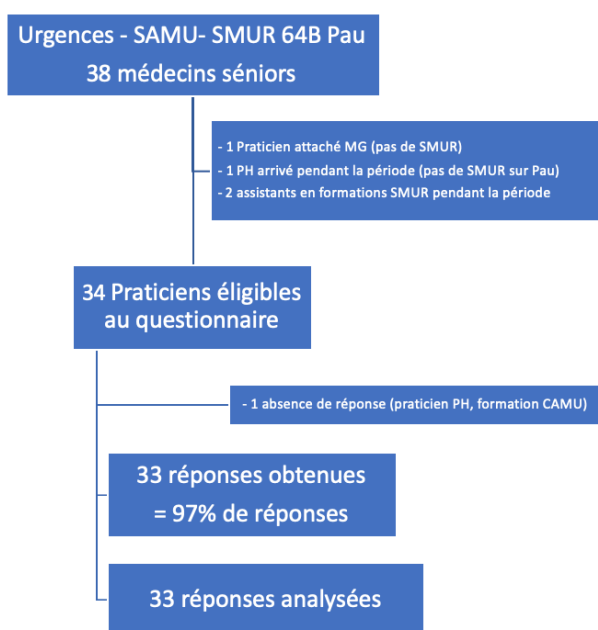 Urgences - SAMU- SMUR 64B Pau
38 médecins séniors
- 1 Praticien attaché MG (pas de SMUR)
- 1 PH arrivé pendant la période (pas de SMUR sur Pau)
- 2 assistants en formations SMUR pendant la période
34 Praticiens éligibles
au questionnaire
- 1 absence de réponse (praticien PH, formation CAMU)
33 réponses obtenues
= 97% de réponses
33 réponses analysées